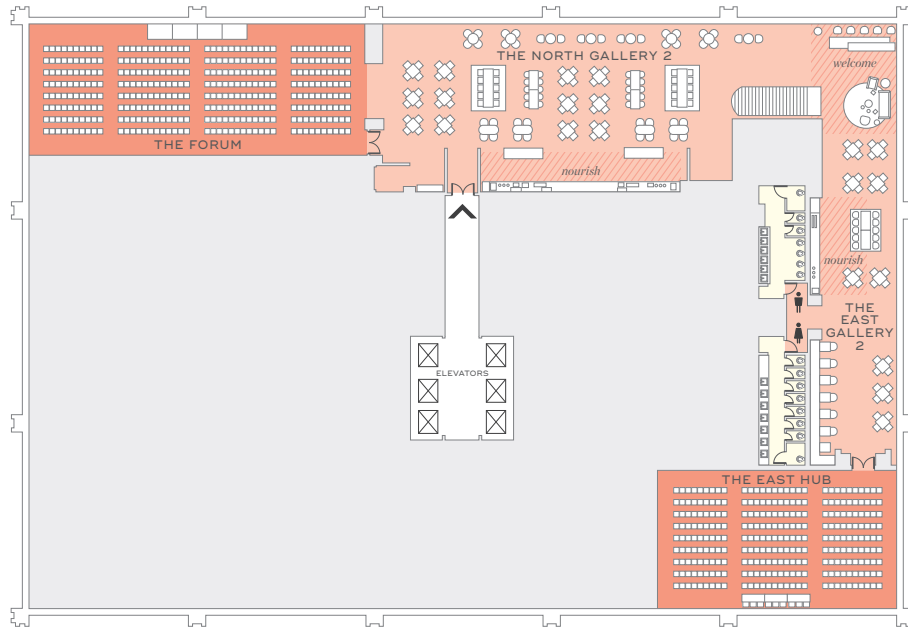 THE NORTH GALLERY 2
welcome
THE FORUM
nourish
nourish
THE
EAST
GALLERY
2
ELEVATORS
THE EAST HUB